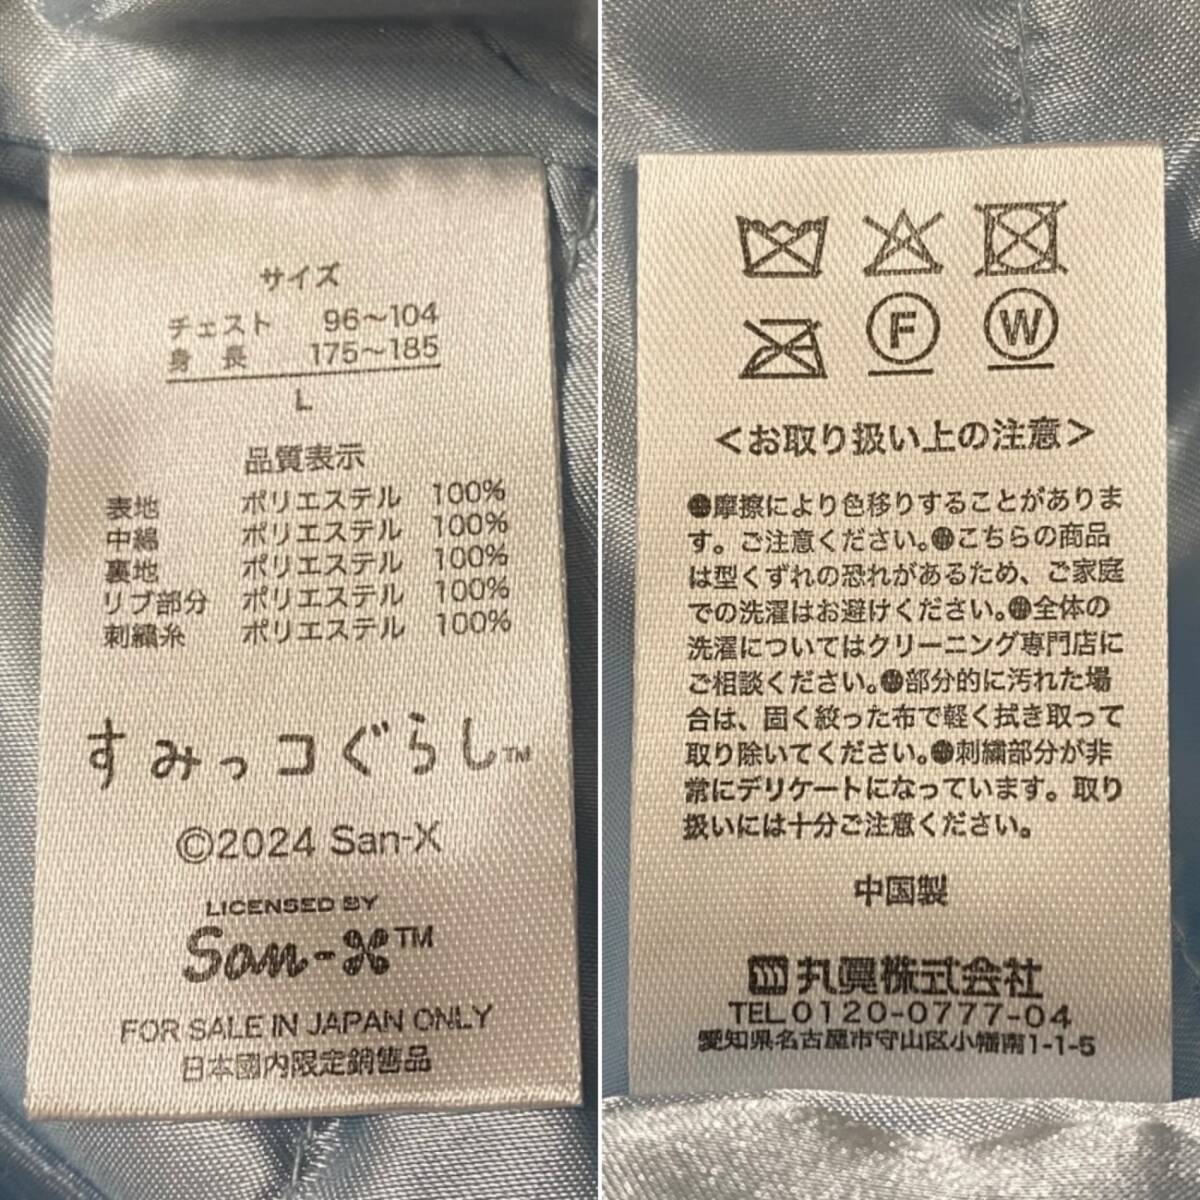 サイズ
チェスト 96～104
身長 175～185
L
品質表示
表地 ポリエステル 100%
中綿 ポリエステル 100%
裏地 ポリエステル 100%
リブ部分 ポリエステル 100%
刺繍糸 ポリエステル 100%
すみっコぐらし™
©2024 San-X
LICENSED BY
San-X™
FOR SALE IN JAPAN ONLY
日本國内限定銷售品
F W
＜お取り扱い上の注意＞
●摩擦により色移りすることがありま
す。ご注意ください。●こちらの商品
は型くずれの恐れがあるため、ご家庭
での洗濯はお避けください。●全体の
洗濯についてはクリーニング専門店に
ご相談ください。●部分的に汚れた場
合は、固く絞った布で軽く拭き取って
取り除いてください。●刺繍部分が非
常にデリケートになっています。取り
扱いには十分ご注意ください。
中国製
丸眞株式会社
TEL0120-0777-04
愛知県名古屋市守山区小幡南1-1-5